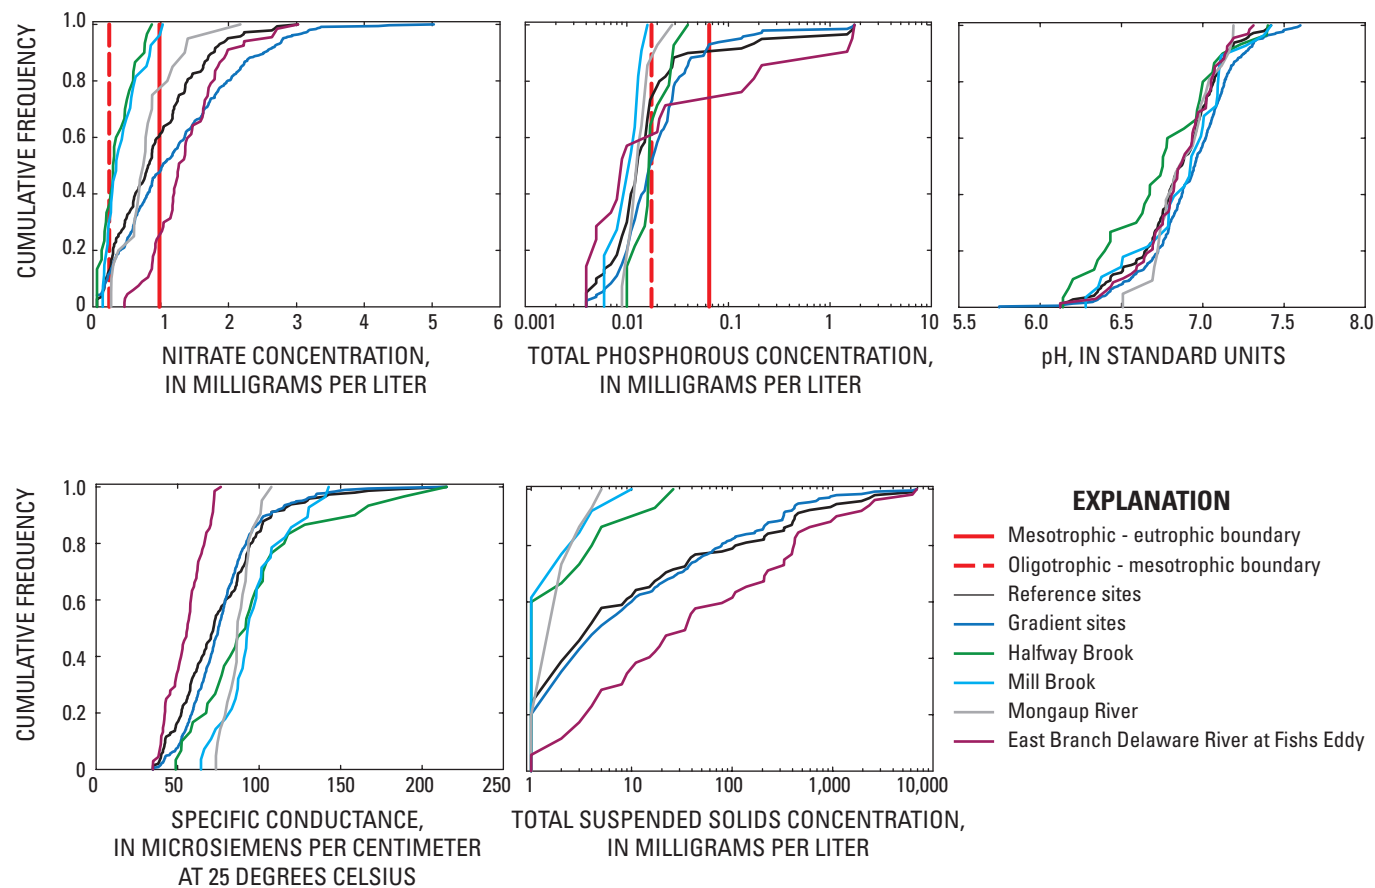 CUMULATIVE FREQUENCY
1.0
0.8
0.6
0.4
0.2
0
0 1 2 3 4 5 6
NITRATE CONCENTRATION,
IN MILLIGRAMS PER LITER
0.001 0.01 0.1 1 10
TOTAL PHOSPHOROUS CONCENTRATION,
IN MILLIGRAMS PER LITER
5.5 6.0 6.5 7.0 7.5 8.0
pH, IN STANDARD UNITS
CUMULATIVE FREQUENCY
1.0
0.8
0.6
0.4
0.2
0
0 50 100 150 200 250
SPECIFIC CONDUCTANCE,
IN MICROSIEMENS PER CENTIMETER
AT 25 DEGREES CELSIUS
1 10 100 1,000 10,000
TOTAL SUSPENDED SOLIDS CONCENTRATION,
IN MILLIGRAMS PER LITER
EXPLANATION
Mesotrophic - eutrophic boundary
Oligotrophic - mesotrophic boundary
Reference sites
Gradient sites
Halfway Brook
Mill Brook
Mongaup River
East Branch Delaware River at Fishs Eddy